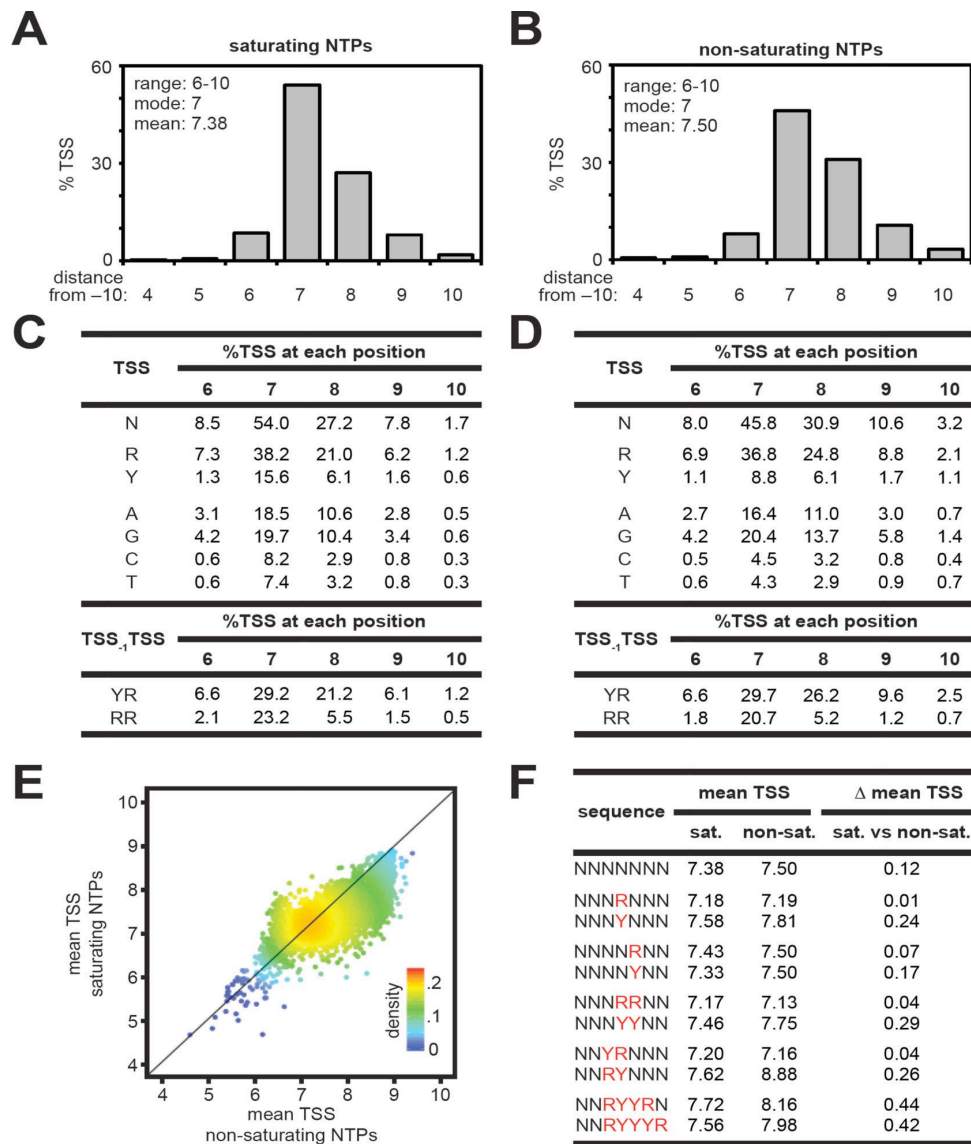 A
saturating NTPs
60
range: 6-10
mode: 7
mean: 7.38
30
% TSS
0
distance
from –10: 4 5 6 7 8 9 10
B
non-saturating NTPs
60
range: 6-10
mode: 7
mean: 7.50
30
% TSS
0
distance
from –10: 4 5 6 7 8 9 10
C
TSS %TSS at each position
6 7 8 9 10
N 8.5 54.0 27.2 7.8 1.7
R 7.3 38.2 21.0 6.2 1.2
Y 1.3 15.6 6.1 1.6 0.6
A 3.1 18.5 10.6 2.8 0.5
G 4.2 19.7 10.4 3.4 0.6
C 0.6 8.2 2.9 0.8 0.3
T 0.6 7.4 3.2 0.8 0.3
TSS-1TSS %TSS at each position
6 7 8 9 10
YR 6.6 29.2 21.2 6.1 1.2
RR 2.1 23.2 5.5 1.5 0.5
D
TSS %TSS at each position
6 7 8 9 10
N 8.0 45.8 30.9 10.6 3.2
R 6.9 36.8 24.8 8.8 2.1
Y 1.1 8.8 6.1 1.7 1.1
A 2.7 16.4 11.0 3.0 0.7
G 4.2 20.4 13.7 5.8 1.4
C 0.5 4.5 3.2 0.8 0.4
T 0.6 4.3 2.9 0.9 0.7
TSS-1TSS %TSS at each position
6 7 8 9 10
YR 6.6 29.7 26.2 9.6 2.5
RR 1.8 20.7 5.2 1.2 0.7
E
10
9
8
7
6
5
4
mean TSS
saturating NTPs
density
.2
.1
0
4 5 6 7 8 9 10
mean TSS
non-saturating NTPs
F
sequence mean TSS Δ mean TSS
sat. non-sat. sat. vs non-sat.
NNNNNNN 7.38 7.50 0.12
NNNRNNN 7.18 7.19 0.01
NNNYNNN 7.58 7.81 0.24
NNNNRNN 7.43 7.50 0.07
NNNNYNN 7.33 7.50 0.17
NNNRRNN 7.17 7.13 0.04
NNNYYNN 7.46 7.75 0.29
NNYRNNN 7.20 7.16 0.04
NNRYNNN 7.62 8.88 0.26
NNRYYRN 7.72 8.16 0.44
NNRYYYR 7.56 7.98 0.42